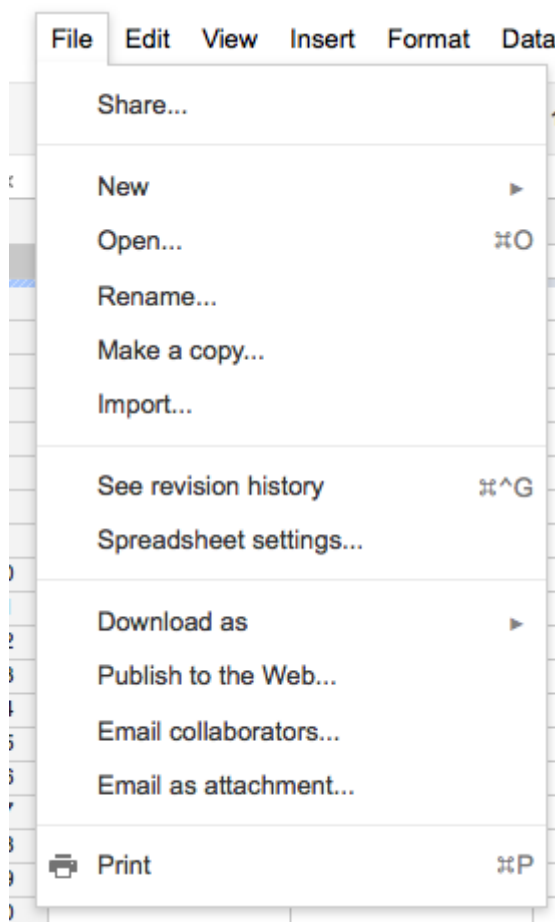 File Edit View Insert Format Data
Share...
New ►
Open... ⌘O
Rename...
Make a copy...
Import...
See revision history ⌘^G
Spreadsheet settings...
Download as ►
Publish to the Web...
Email collaborators...
Email as attachment...
Print ⌘P